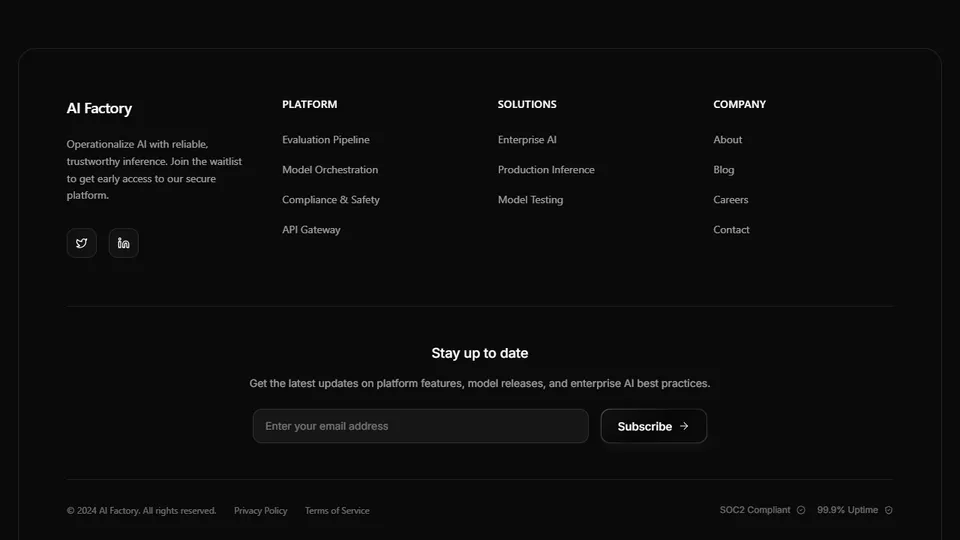 AI Factory
Operationalize AI with reliable,
trustworthy inference. Join the waitlist
to get early access to our secure
platform.
PLATFORM
Evaluation Pipeline
Model Orchestration
Compliance & Safety
API Gateway
SOLUTIONS
Enterprise AI
Production Inference
Model Testing
COMPANY
About
Blog
Careers
Contact
Stay up to date
Get the latest updates on platform features, model releases, and enterprise AI best practices.
Enter your email address
Subscribe →
© 2024 AI Factory. All rights reserved.
Privacy Policy
Terms of Service
SOC2 Compliant
99.9% Uptime